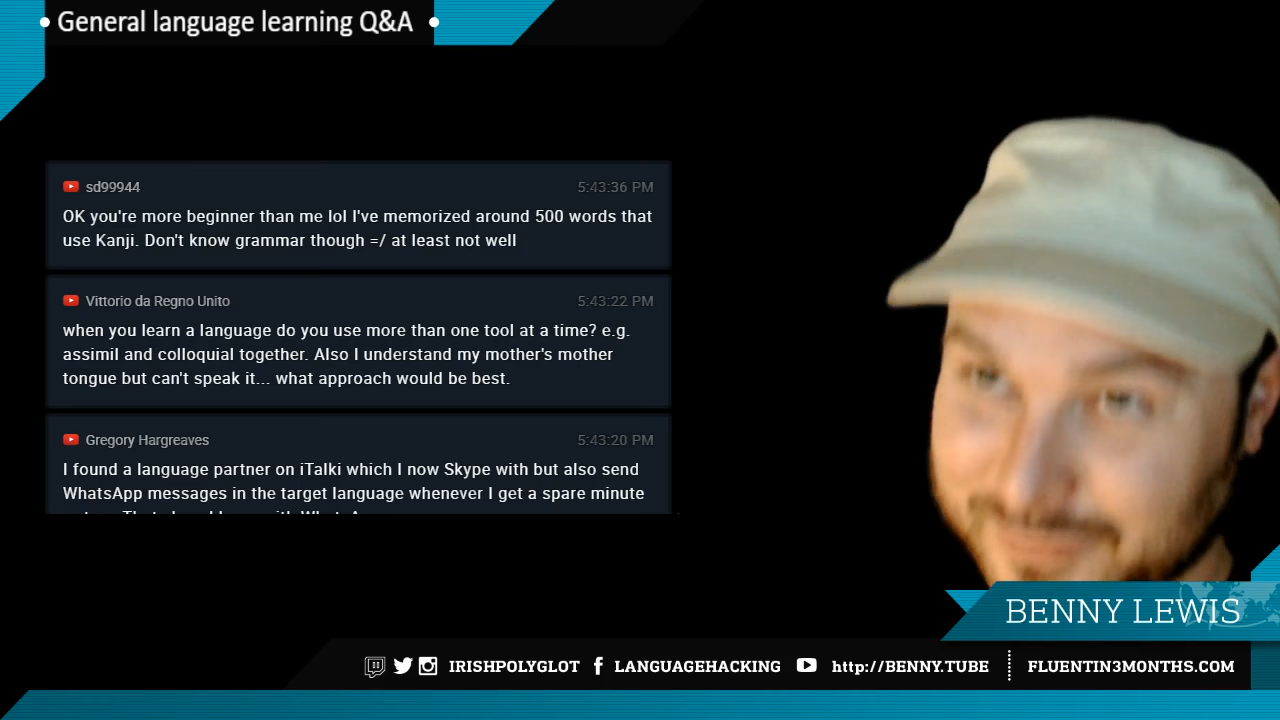 General language learning Q&A
sd99944 5:43:36 PM
OK you're more beginner than me lol I've memorized around 500 words that
use Kanji. Don't know grammar though =/ at least not well
Vittorio da Regno Unito 5:43:22 PM
when you learn a language do you use more than one tool at a time? e.g.
assimil and colloquial together. Also I understand my mother's mother
tongue but can't speak it... what approach would be best.
Gregory Hargreaves 5:43:20 PM
I found a language partner on iTalki which I now Skype with but also send
WhatsApp messages in the target language whenever I get a spare minute
BENNY LEWIS
IRISHPOLYGLOT LANGUAGEHACKING http://BENNY.TUBE FLUENTIN3MONTHS.COM